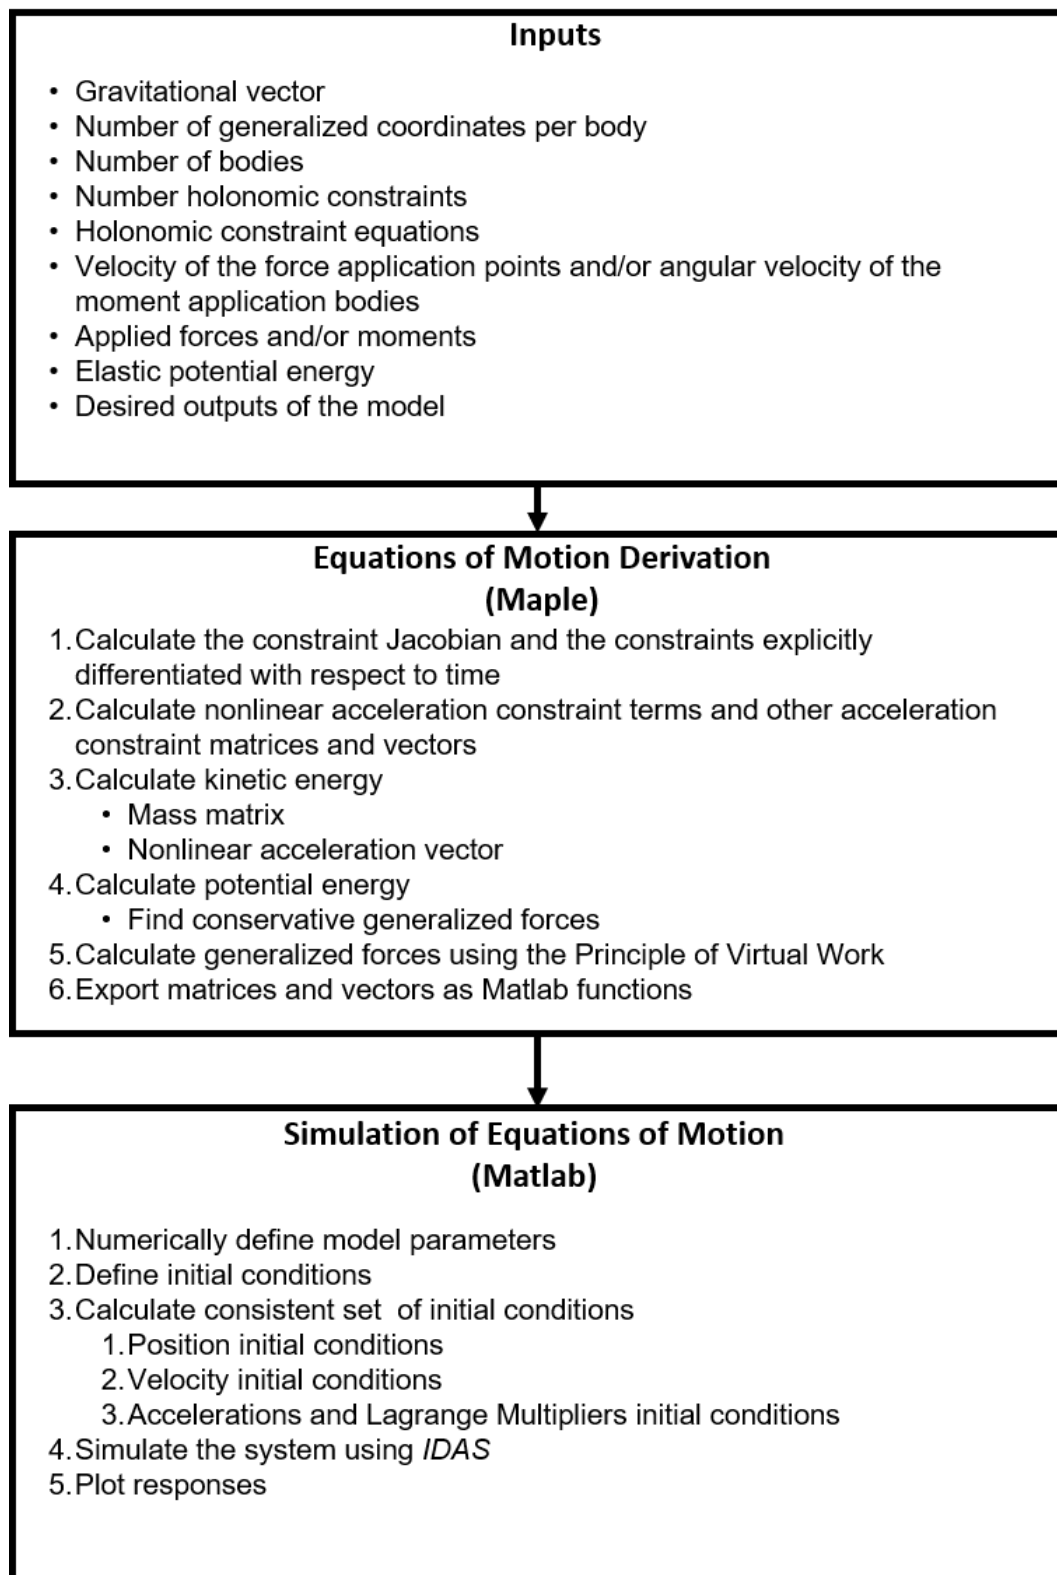 Inputs
• Gravitational vector
• Number of generalized coordinates per body
• Number of bodies
• Number holonomic constraints
• Holonomic constraint equations
• Velocity of the force application points and/or angular velocity of the
moment application bodies
• Applied forces and/or moments
• Elastic potential energy
• Desired outputs of the model
Equations of Motion Derivation
(Maple)
1. Calculate the constraint Jacobian and the constraints explicitly
differentiated with respect to time
2. Calculate nonlinear acceleration constraint terms and other acceleration
constraint matrices and vectors
3. Calculate kinetic energy
• Mass matrix
• Nonlinear acceleration vector
4. Calculate potential energy
• Find conservative generalized forces
5. Calculate generalized forces using the Principle of Virtual Work
6. Export matrices and vectors as Matlab functions
Simulation of Equations of Motion
(Matlab)
1. Numerically define model parameters
2. Define initial conditions
3. Calculate consistent set of initial conditions
1. Position initial conditions
2. Velocity initial conditions
3. Accelerations and Lagrange Multipliers initial conditions
4. Simulate the system using IDAS
5. Plot responses